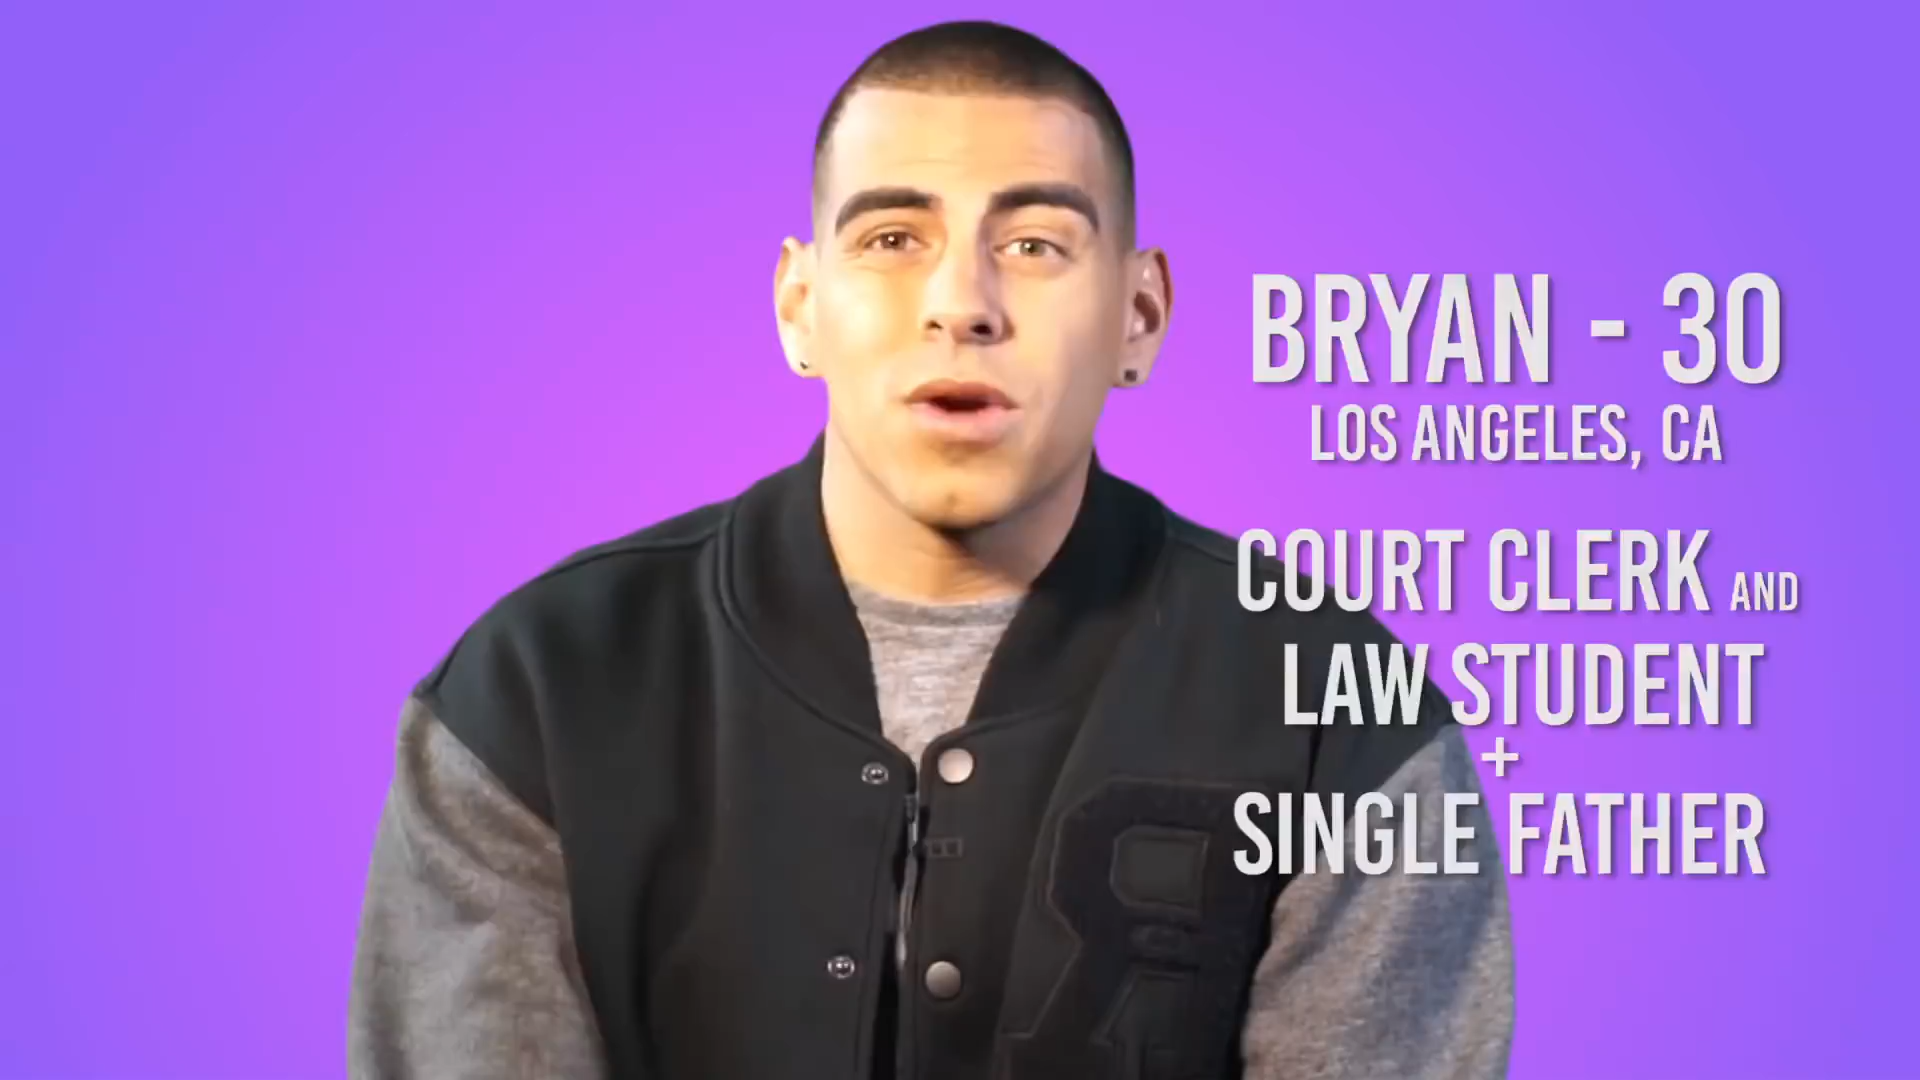 BRYAN - 30
LOS ANGELES, CA
COURT CLERK AND
LAW STUDENT
+
SINGLE FATHER
R